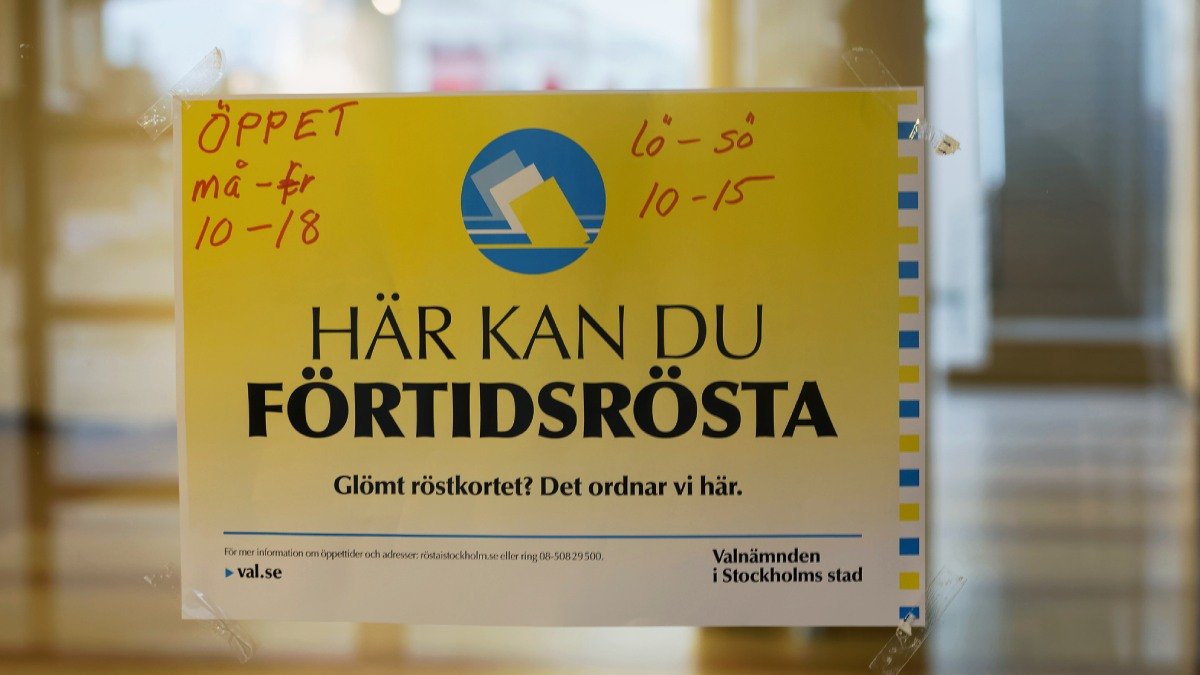 ÖPPET
må - fr
10 - 18
lö - sö
10 - 15
HÄR KAN DU
FÖRTIDSRÖSTA
Glömt röstkortet? Det ordnar vi här.
För mer information om öppettider och adresser: röstaistockholm.se eller ring 08-508 29 500.
val.se
Valnämnden
i Stockholms stad